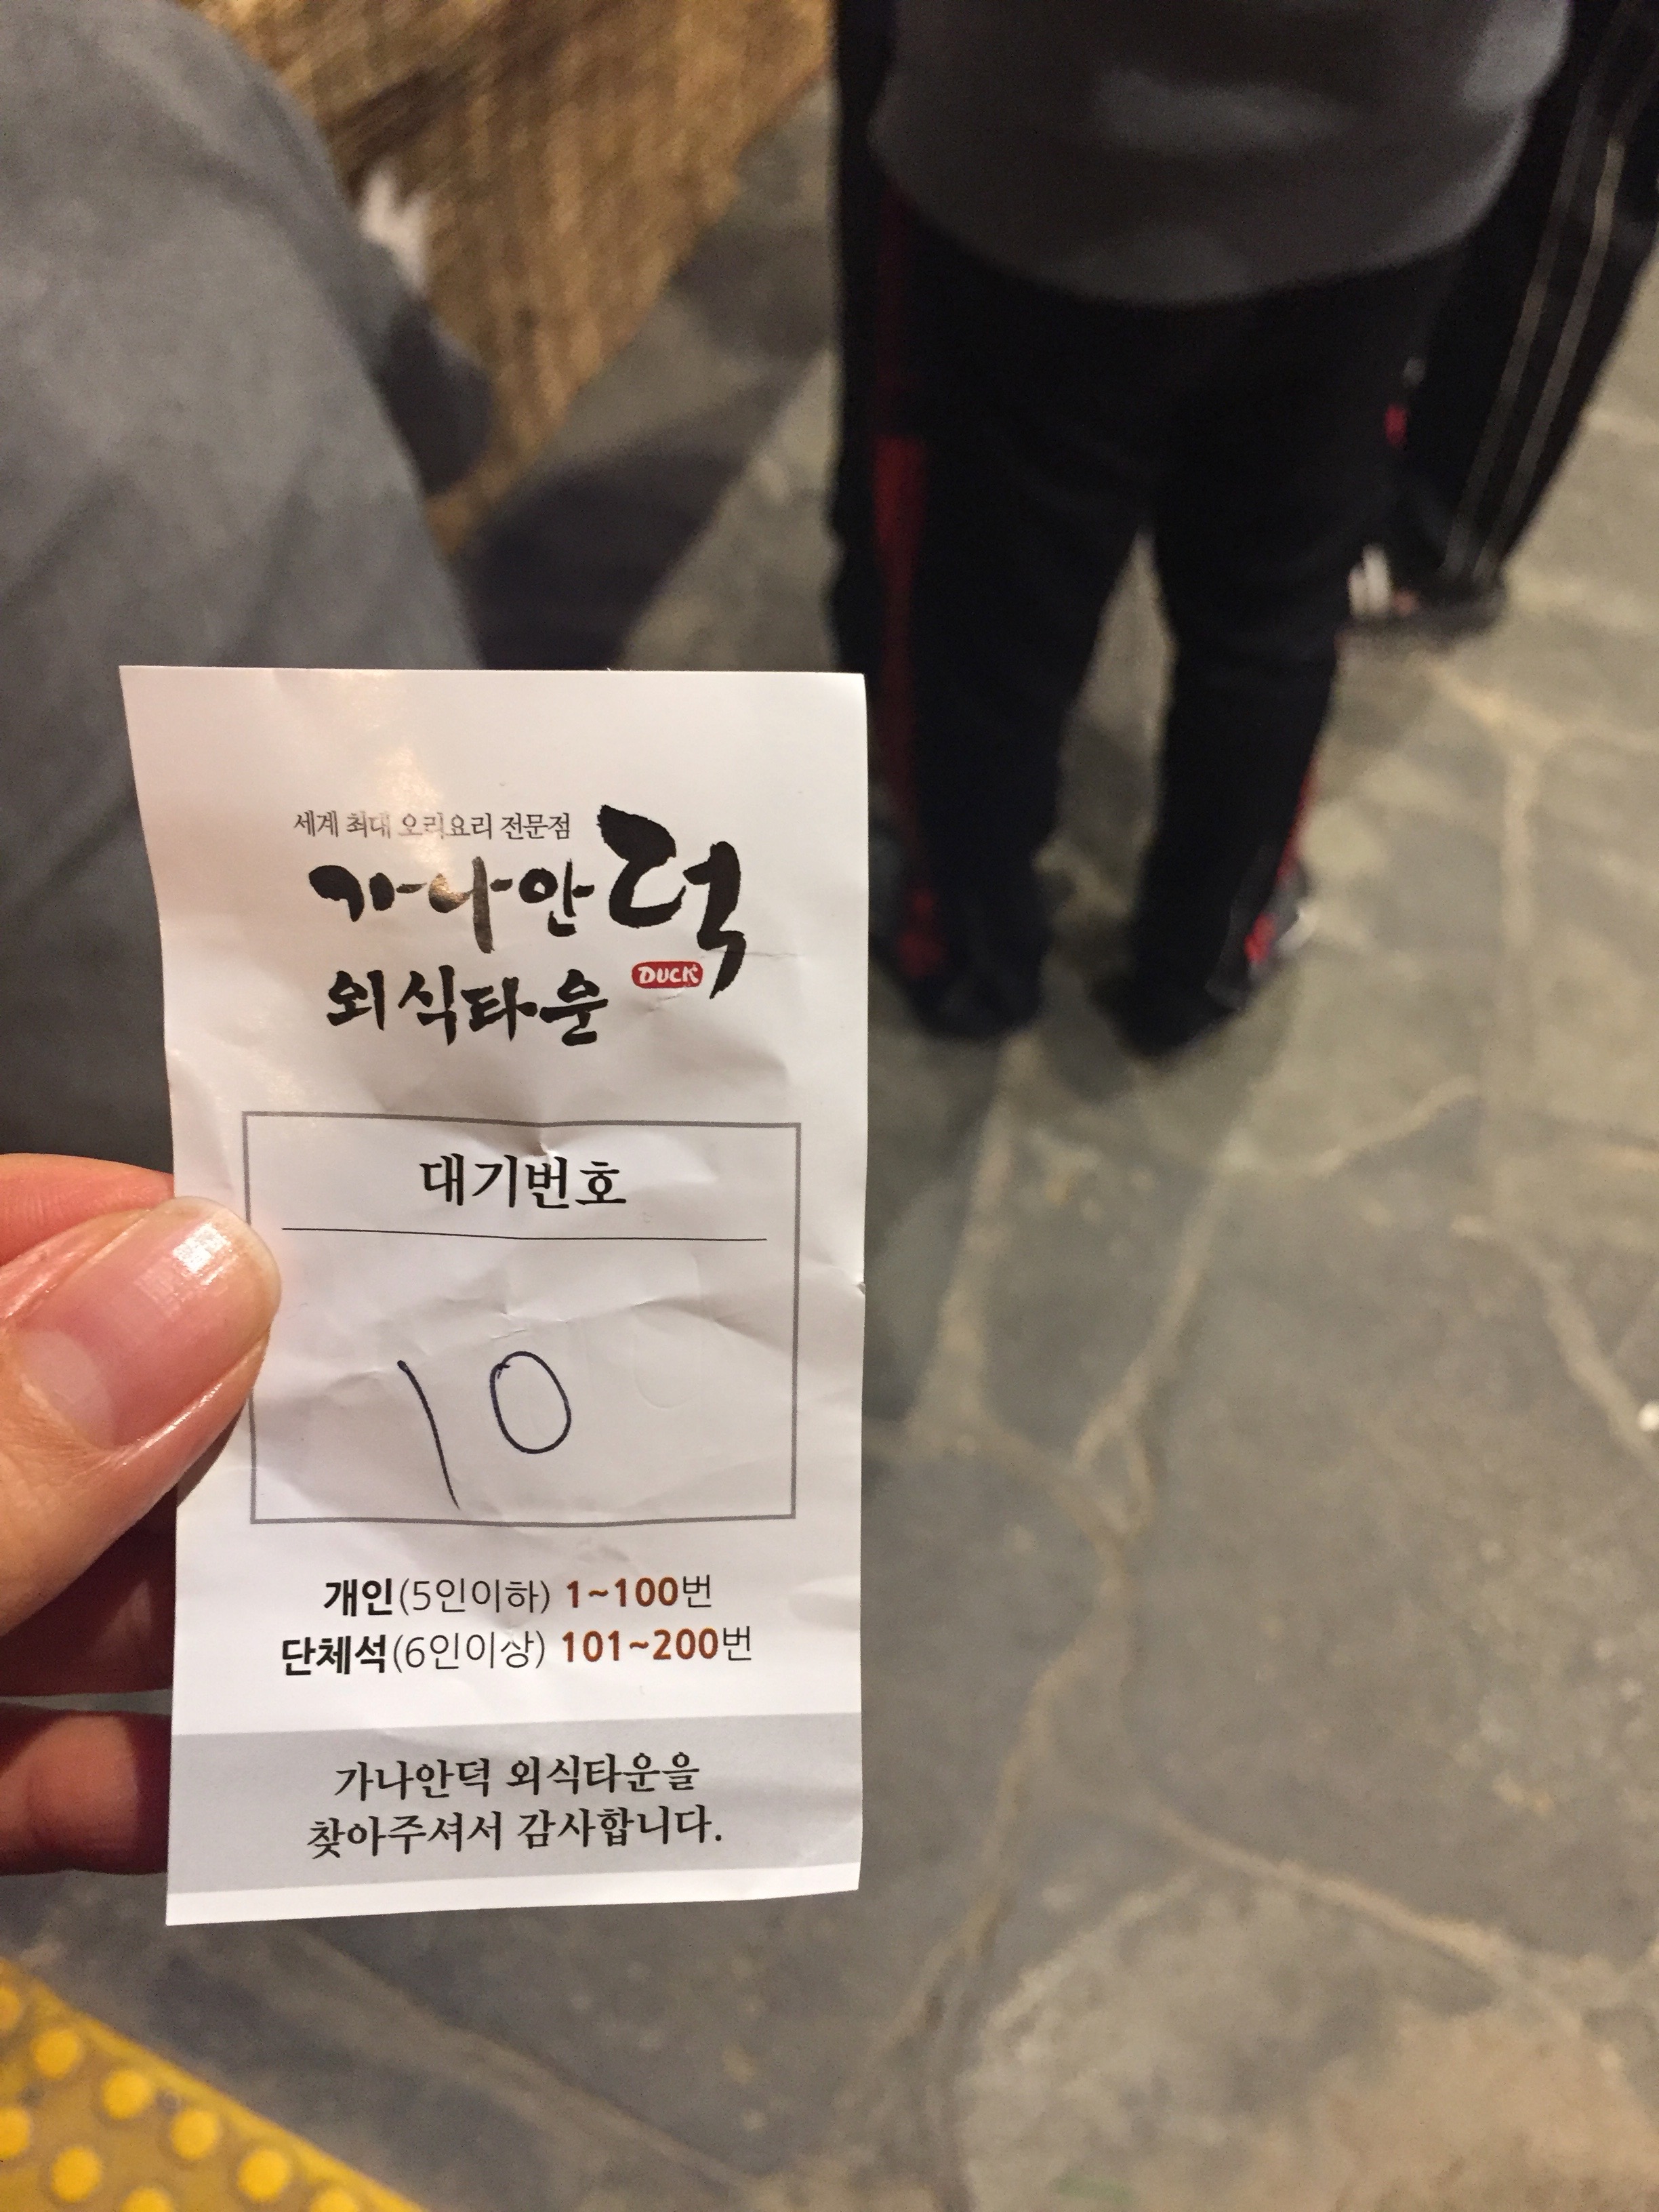 세계 최대 오리요리 전문점
가나안덕
DUCK
외식타운
대기번호
10
개인(5인이하) 1~100번
단체석(6인이상) 101~200번
가나안덕 외식타운을
찾아주셔서 감사합니다.